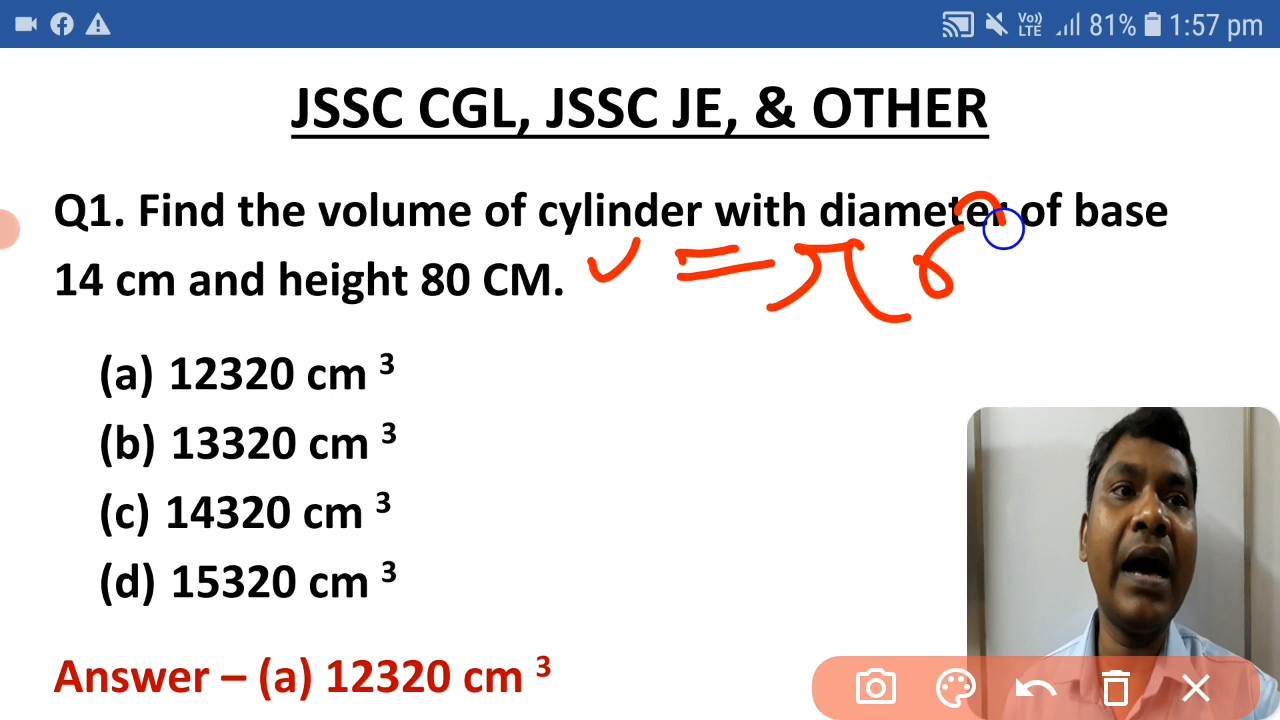 Vo)) LTE 81% 1:57 pm
JSSC CGL, JSSC JE, & OTHER
Q1. Find the volume of cylinder with diameter of base
14 cm and height 80 CM. v = π r
(a) 12320 cm ³
(b) 13320 cm ³
(c) 14320 cm ³
(d) 15320 cm ³
Answer – (a) 12320 cm ³